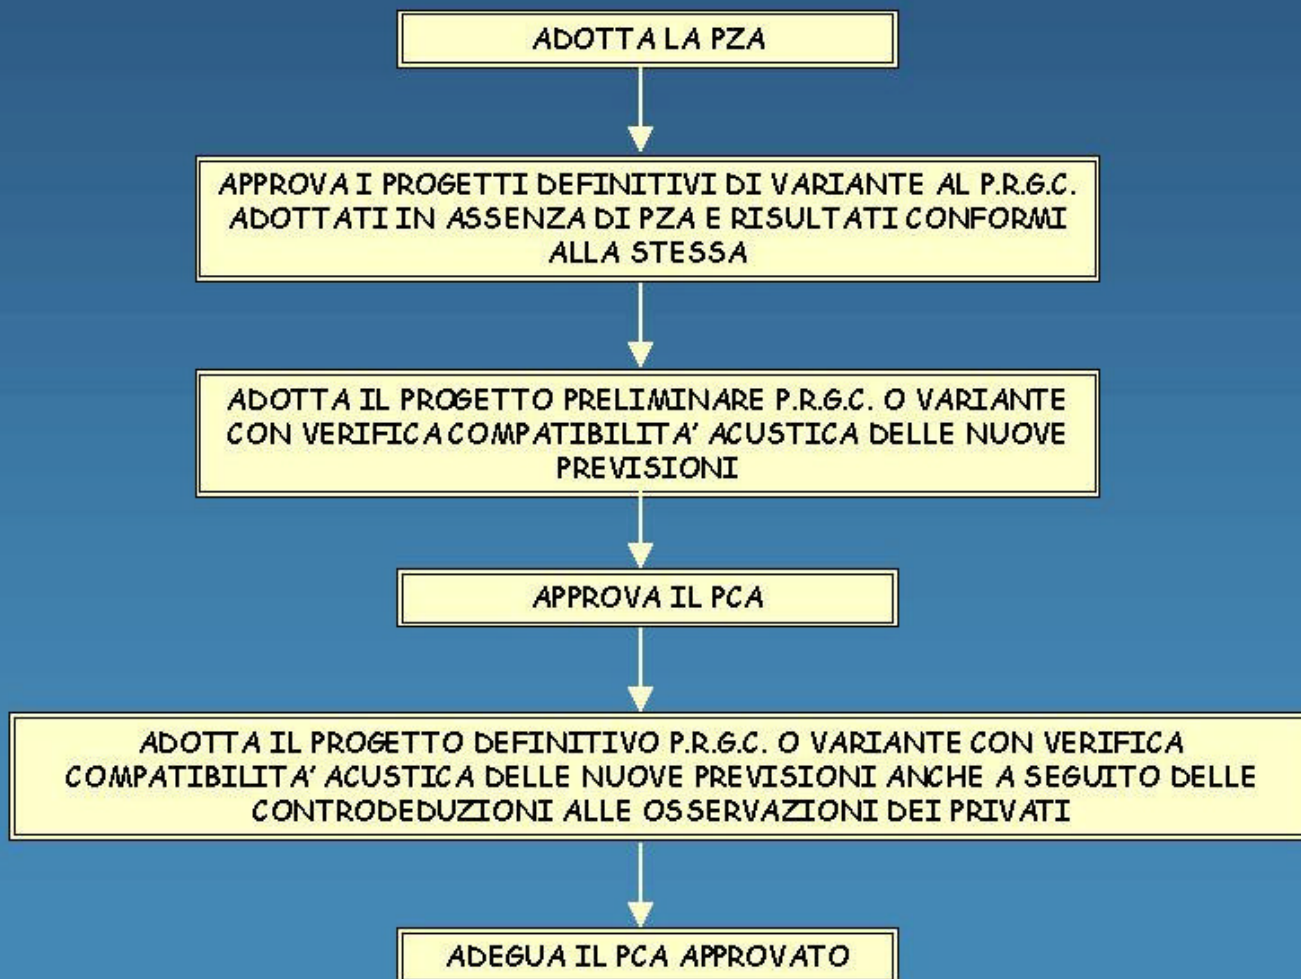 ADOTTA LA PZA
APPROVA I PROGETTI DEFINITIVI DI VARIANTE AL P.R.G.C.
ADOTTATI IN ASSENZA DI PZA E RISULTATI CONFORMI
ALLA STESSA
ADOTTA IL PROGETTO PRELIMINARE P.R.G.C. O VARIANTE
CON VERIFICA COMPATIBILITA' ACUSTICA DELLE NUOVE
PREVISIONI
APPROVA IL PCA
ADOTTA IL PROGETTO DEFINITIVO P.R.G.C. O VARIANTE CON VERIFICA
COMPATIBILITA' ACUSTICA DELLE NUOVE PREVISIONI ANCHE A SEGUITO DELLE
CONTRODEDUZIONI ALLE OSSERVAZIONI DEI PRIVATI
ADEGUA IL PCA APPROVATO